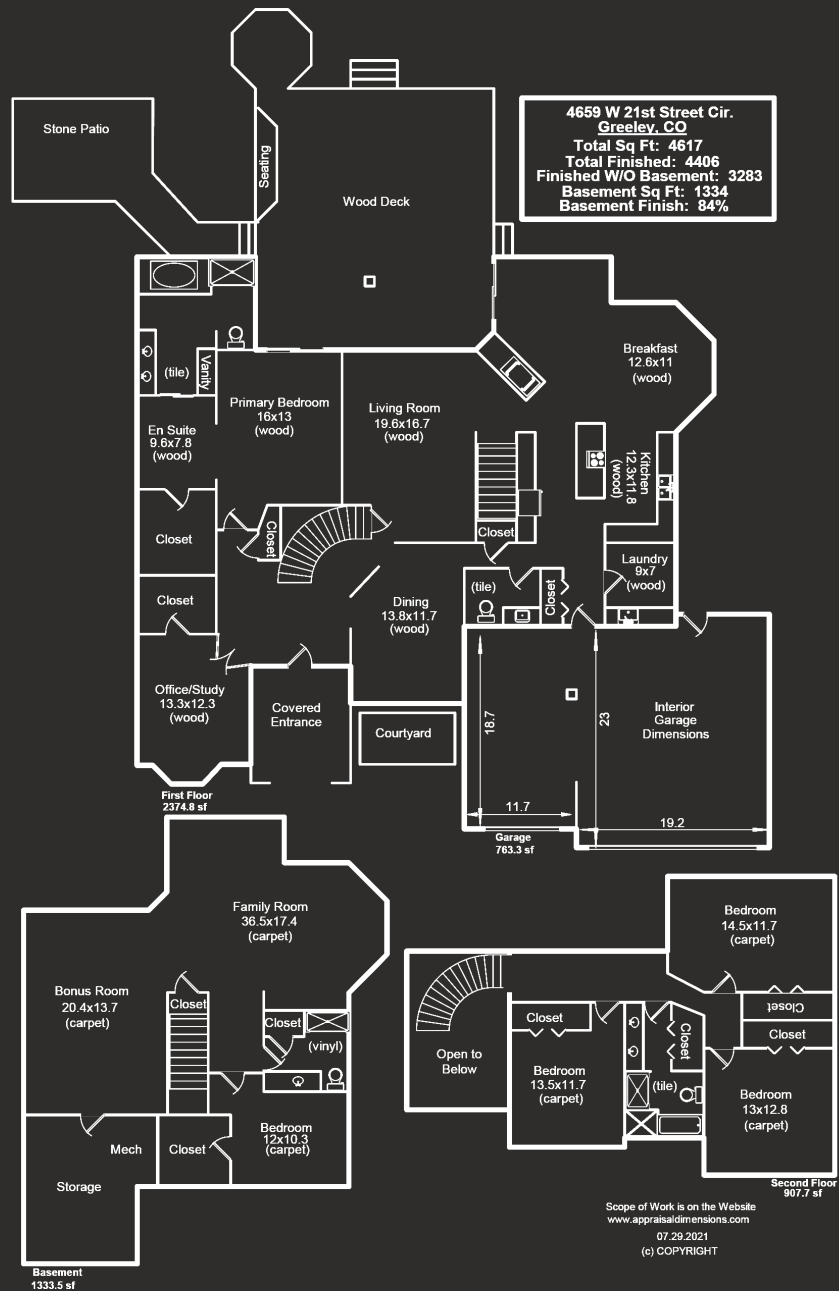 4659 W 21st Street Cir.
Greeley, CO
Total Sq Ft: 4617
Total Finished: 4406
Finished W/O Basement: 3283
Basement Sq Ft: 1334
Basement Finish: 84%
Stone Patio
Seating
Wood Deck
Breakfast
12.6x11
(wood)
(tile)
Vanity
Primary Bedroom
16x13
(wood)
Living Room
19.6x16.7
(wood)
En Suite
9.6x7.8
(wood)
Kitchen
12.3x11.8
(wood)
Closet
Closet
Closet
Laundry
9x7
(wood)
Closet
(tile)
Closet
Dining
13.8x11.7
(wood)
Office/Study
13.3x12.3
(wood)
Covered
Entrance
Courtyard
18.7
23
Interior
Garage
Dimensions
11.7
19.2
First Floor
2374.8 sf
Garage
763.3 sf
Family Room
36.5x17.4
(carpet)
Bonus Room
20.4x13.7
(carpet)
Closet
Closet
(vinyl)
Bedroom
12x10.3
(carpet)
Mech
Closet
Storage
Basement
1333.5 sf
Bedroom
14.5x11.7
(carpet)
Closet
Closet
Closet
Closet
Open to
Below
Bedroom
13.5x11.7
(carpet)
(tile)
Bedroom
13x12.8
(carpet)
Second Floor
907.7 sf
Scope of Work is on the Website
www.appraisaldimensions.com
07.29.2021
(c) COPYRIGHT